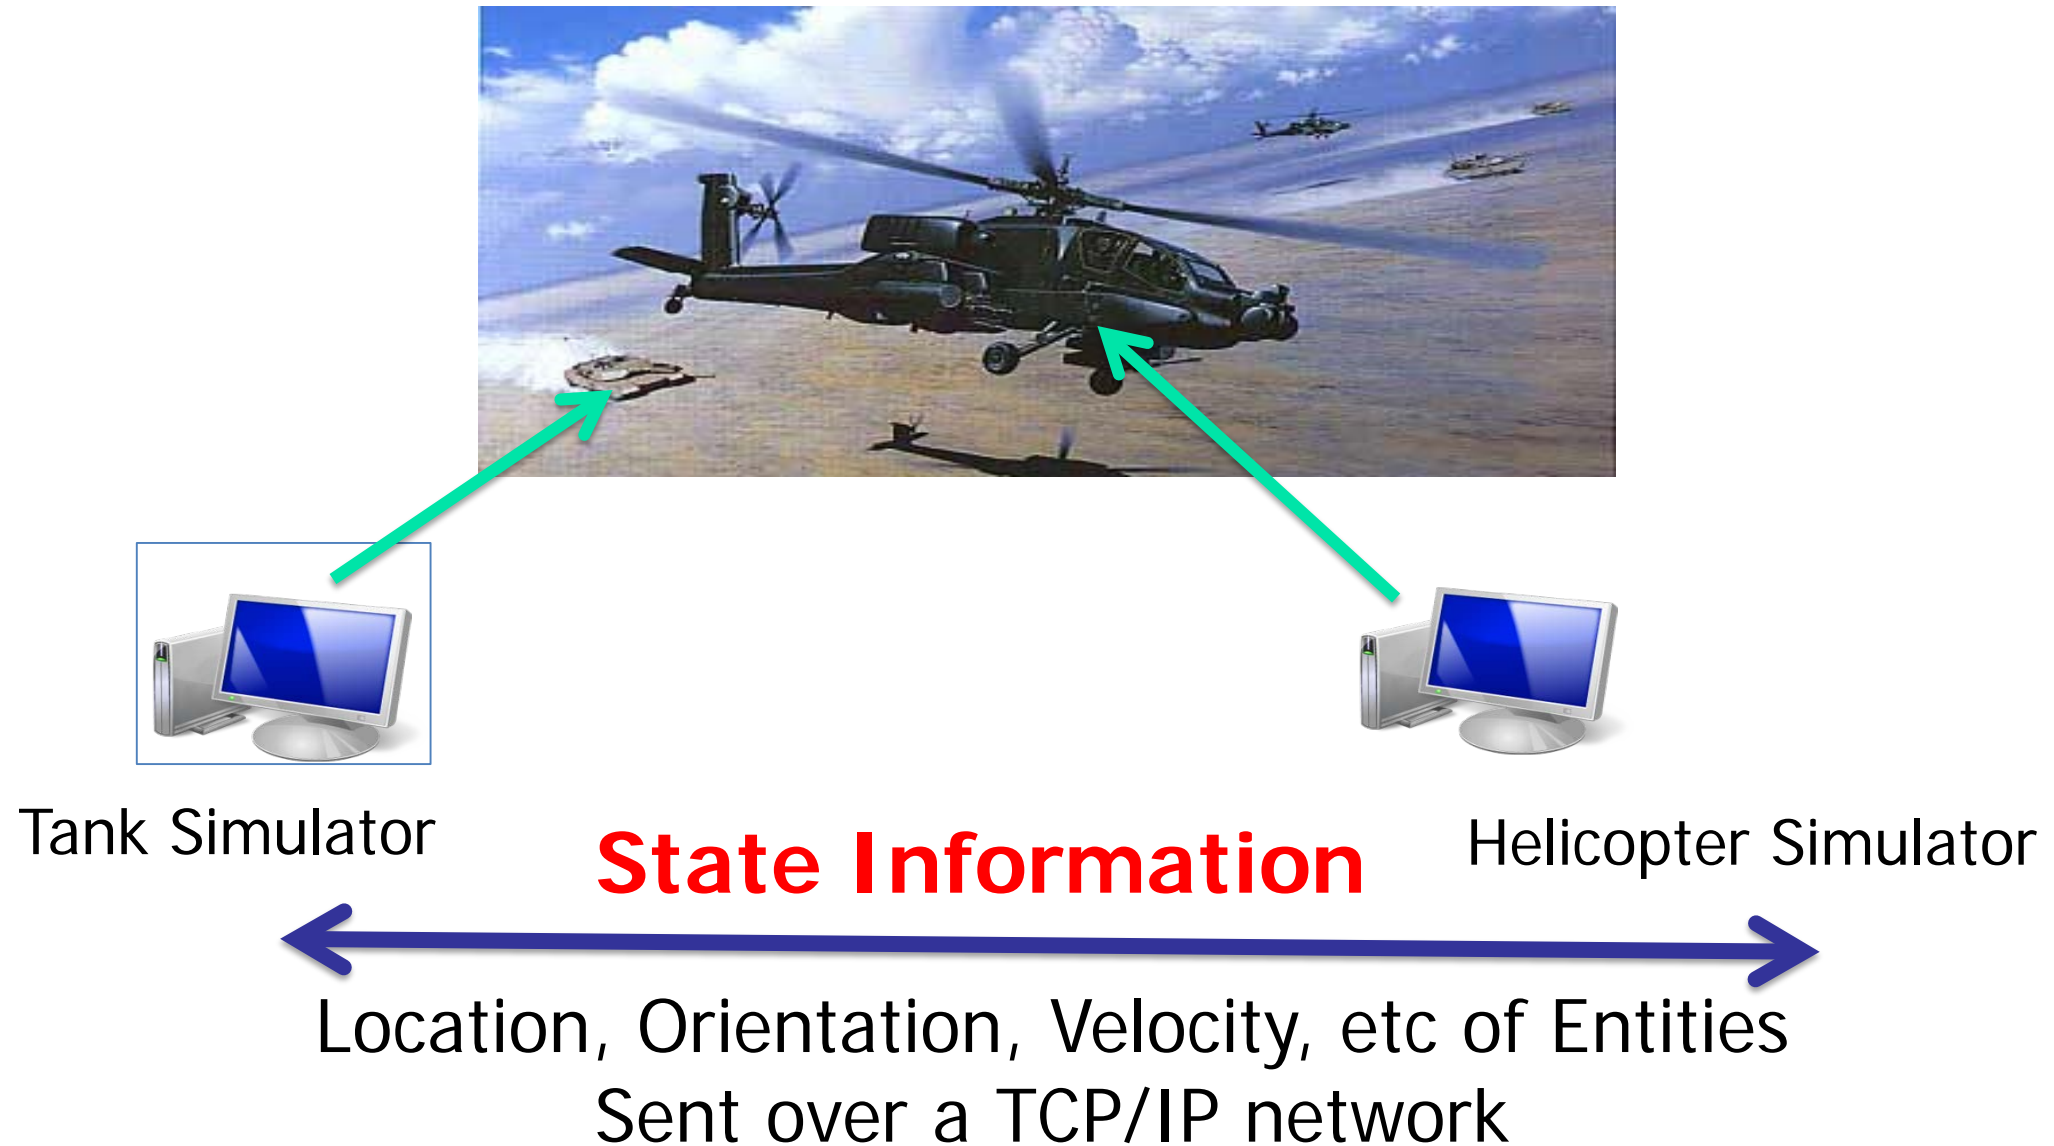 Tank Simulator
State Information
Helicopter Simulator
Location, Orientation, Velocity, etc of Entities
Sent over a TCP/IP network